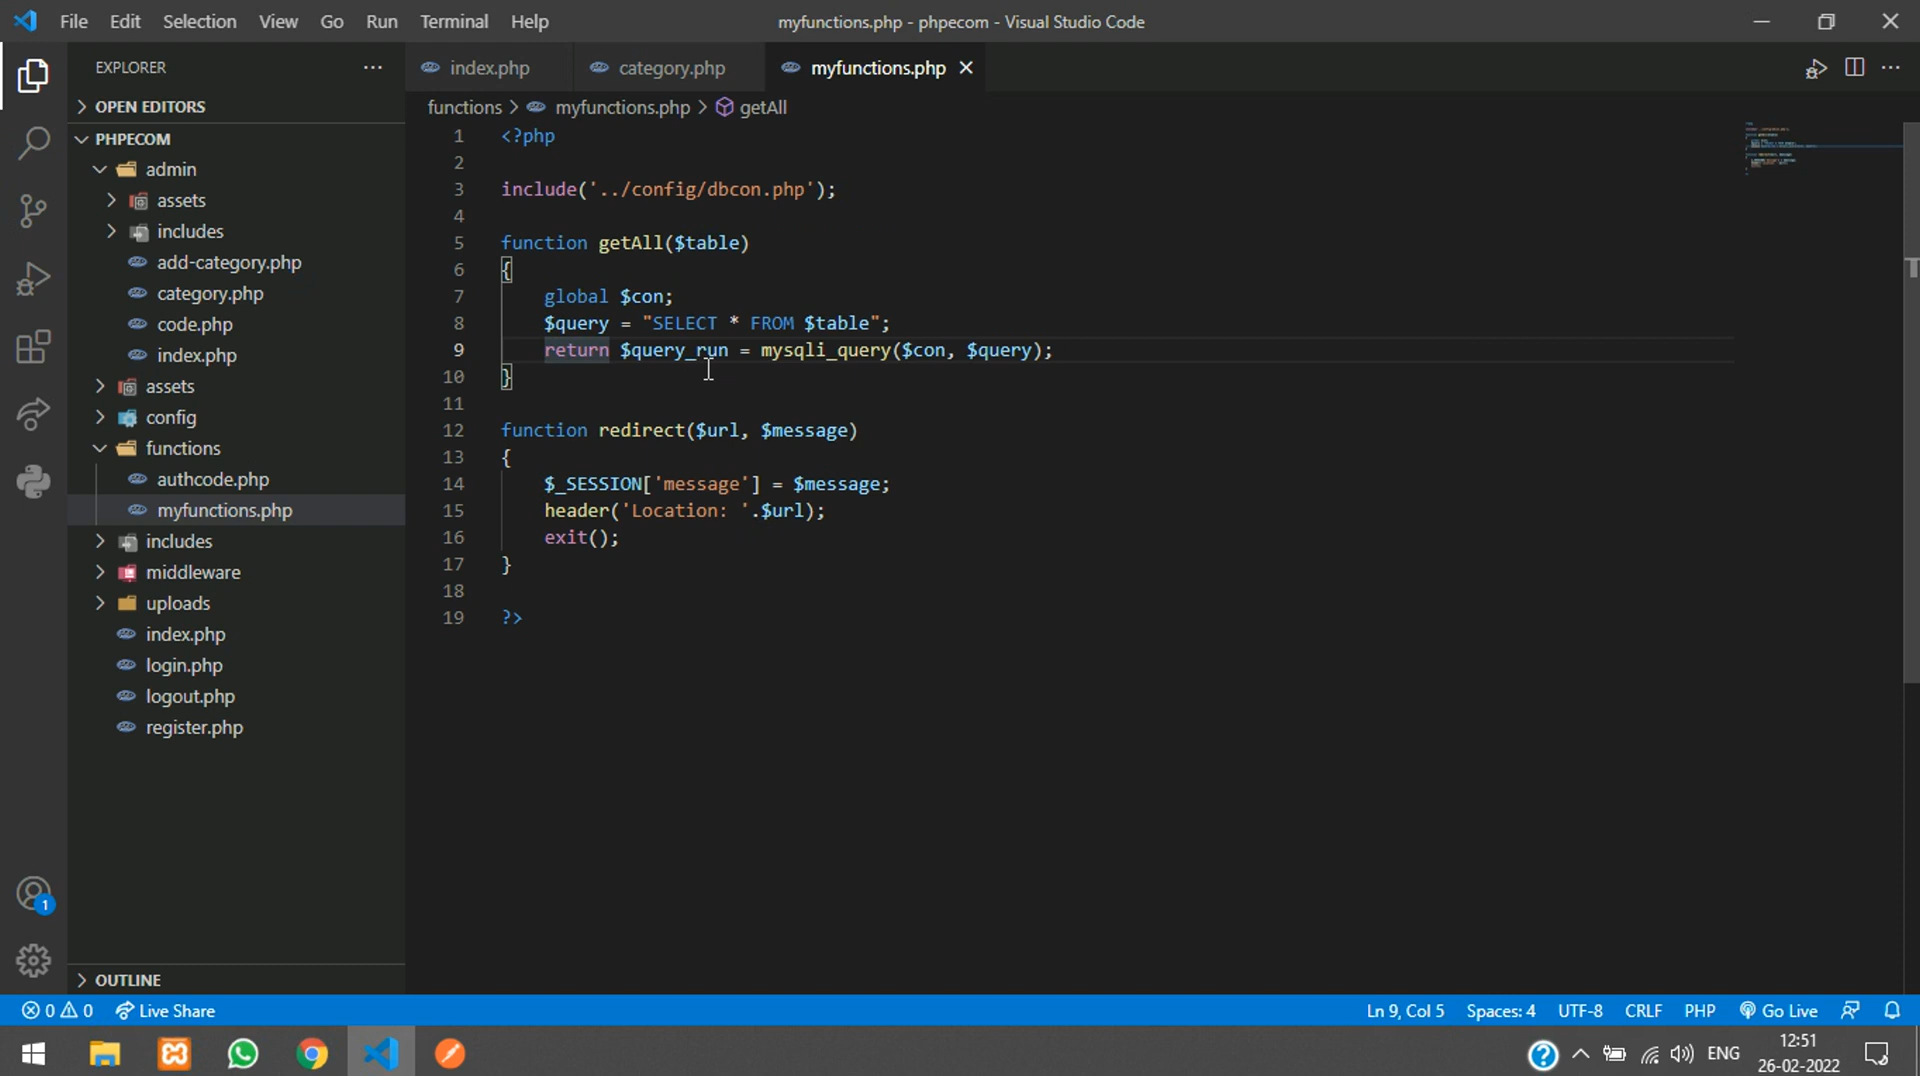 File Edit Selection View Go Run Terminal Help
myfunctions.php - phpecom - Visual Studio Code
EXPLORER
OPEN EDITORS
PHPECOM
admin
assets
includes
add-category.php
category.php
code.php
index.php
assets
config
functions
authcode.php
myfunctions.php
includes
middleware
uploads
index.php
login.php
logout.php
register.php
OUTLINE
index.php category.php myfunctions.php
functions > myfunctions.php > getAll
1 <?php
2
3 include('../config/dbcon.php');
4
5 function getAll($table)
6 {
7 global $con;
8 $query = "SELECT * FROM $table";
9 return $query_run = mysqli_query($con, $query);
10 }
11
12 function redirect($url, $message)
13 {
14 $_SESSION['message'] = $message;
15 header('Location: '.$url);
16 exit();
17 }
18
19 ?>
1
0 0 Live Share
Ln 9, Col 5 Spaces: 4 UTF-8 CRLF PHP Go Live
ENG
12:51
26-02-2022